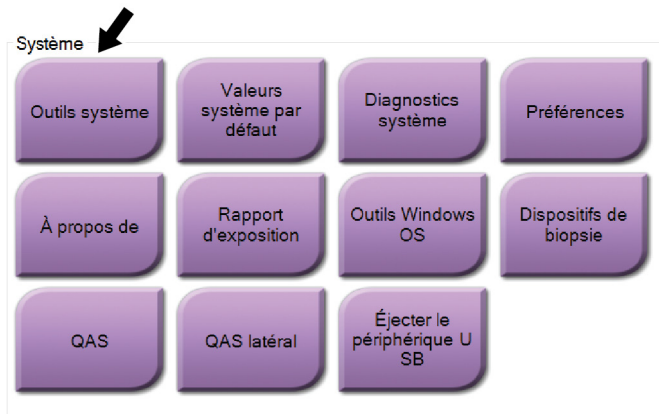 Système
Outils système
Valeurs
système par
défaut
Diagnostics
système
Préférences
À propos de
Rapport
d'exposition
Outils Windows
OS
Dispositifs de
biopsie
QAS
QAS latéral
Éjecter le
périphérique U
SB